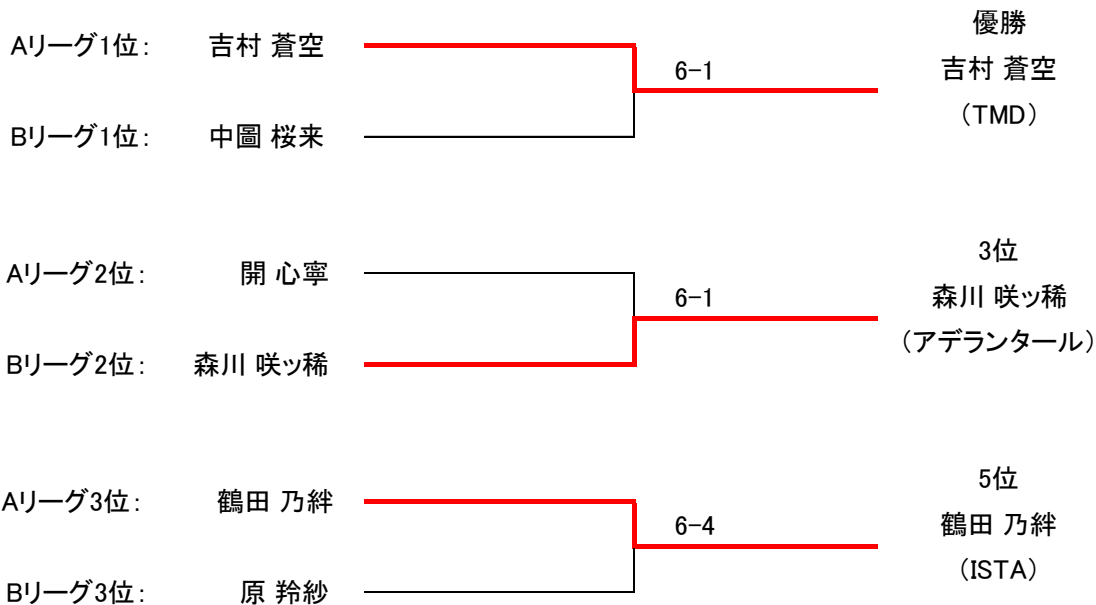 Aリーグ1位： 吉村 蒼空
6-1
優勝
吉村 蒼空
（TMD）
Bリーグ1位： 中圖 桜来
Aリーグ2位： 開 心寧
6-1
3位
森川 咲ッ稀
（アデランタール）
Bリーグ2位： 森川 咲ッ稀
Aリーグ3位： 鶴田 乃絆
6-4
5位
鶴田 乃絆
（ISTA）
Bリーグ3位： 原 羚紗